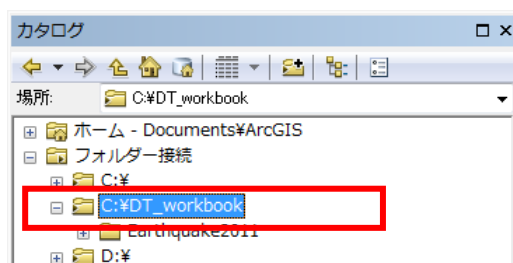 カタログ
場所: C:¥DT_workbook
ホーム - Documents¥ArcGIS
フォルダー接続
C:¥
C:¥DT_workbook
Earthquake2011
D:¥